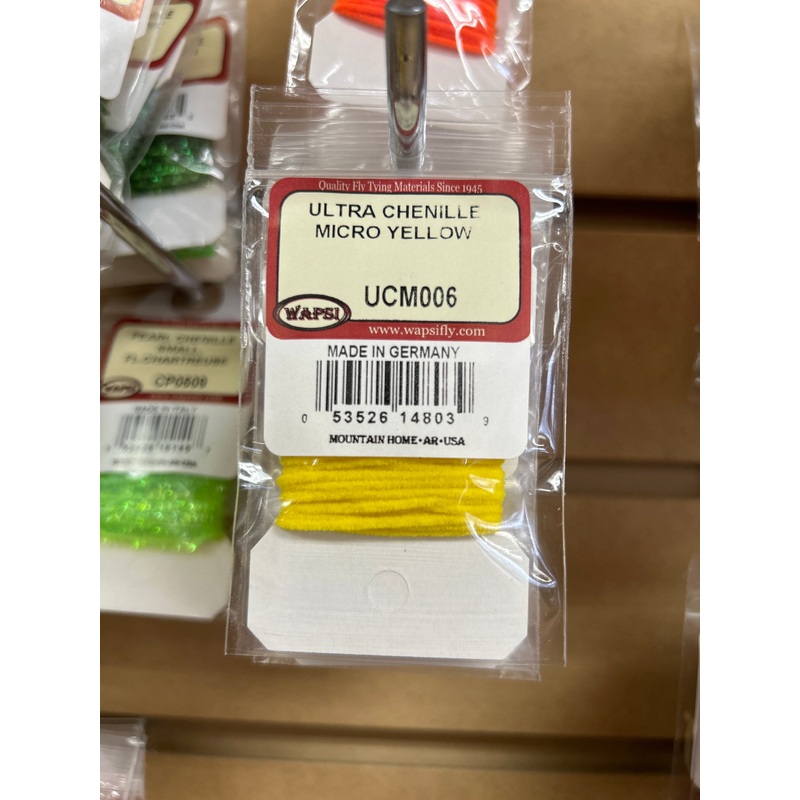 Quality Fly Tying Materials Since 1945
ULTRA CHENILLE
MICRO YELLOW
UCM006
WAPSI
www.wapsifly.com
MADE IN GERMANY
0 53526 14803 9
MOUNTAIN HOME•AR•USA
PEARL CHENILLE
SMALL
FL.CHARTREUSE
CP0509
WAPSI
MADE IN ITALY